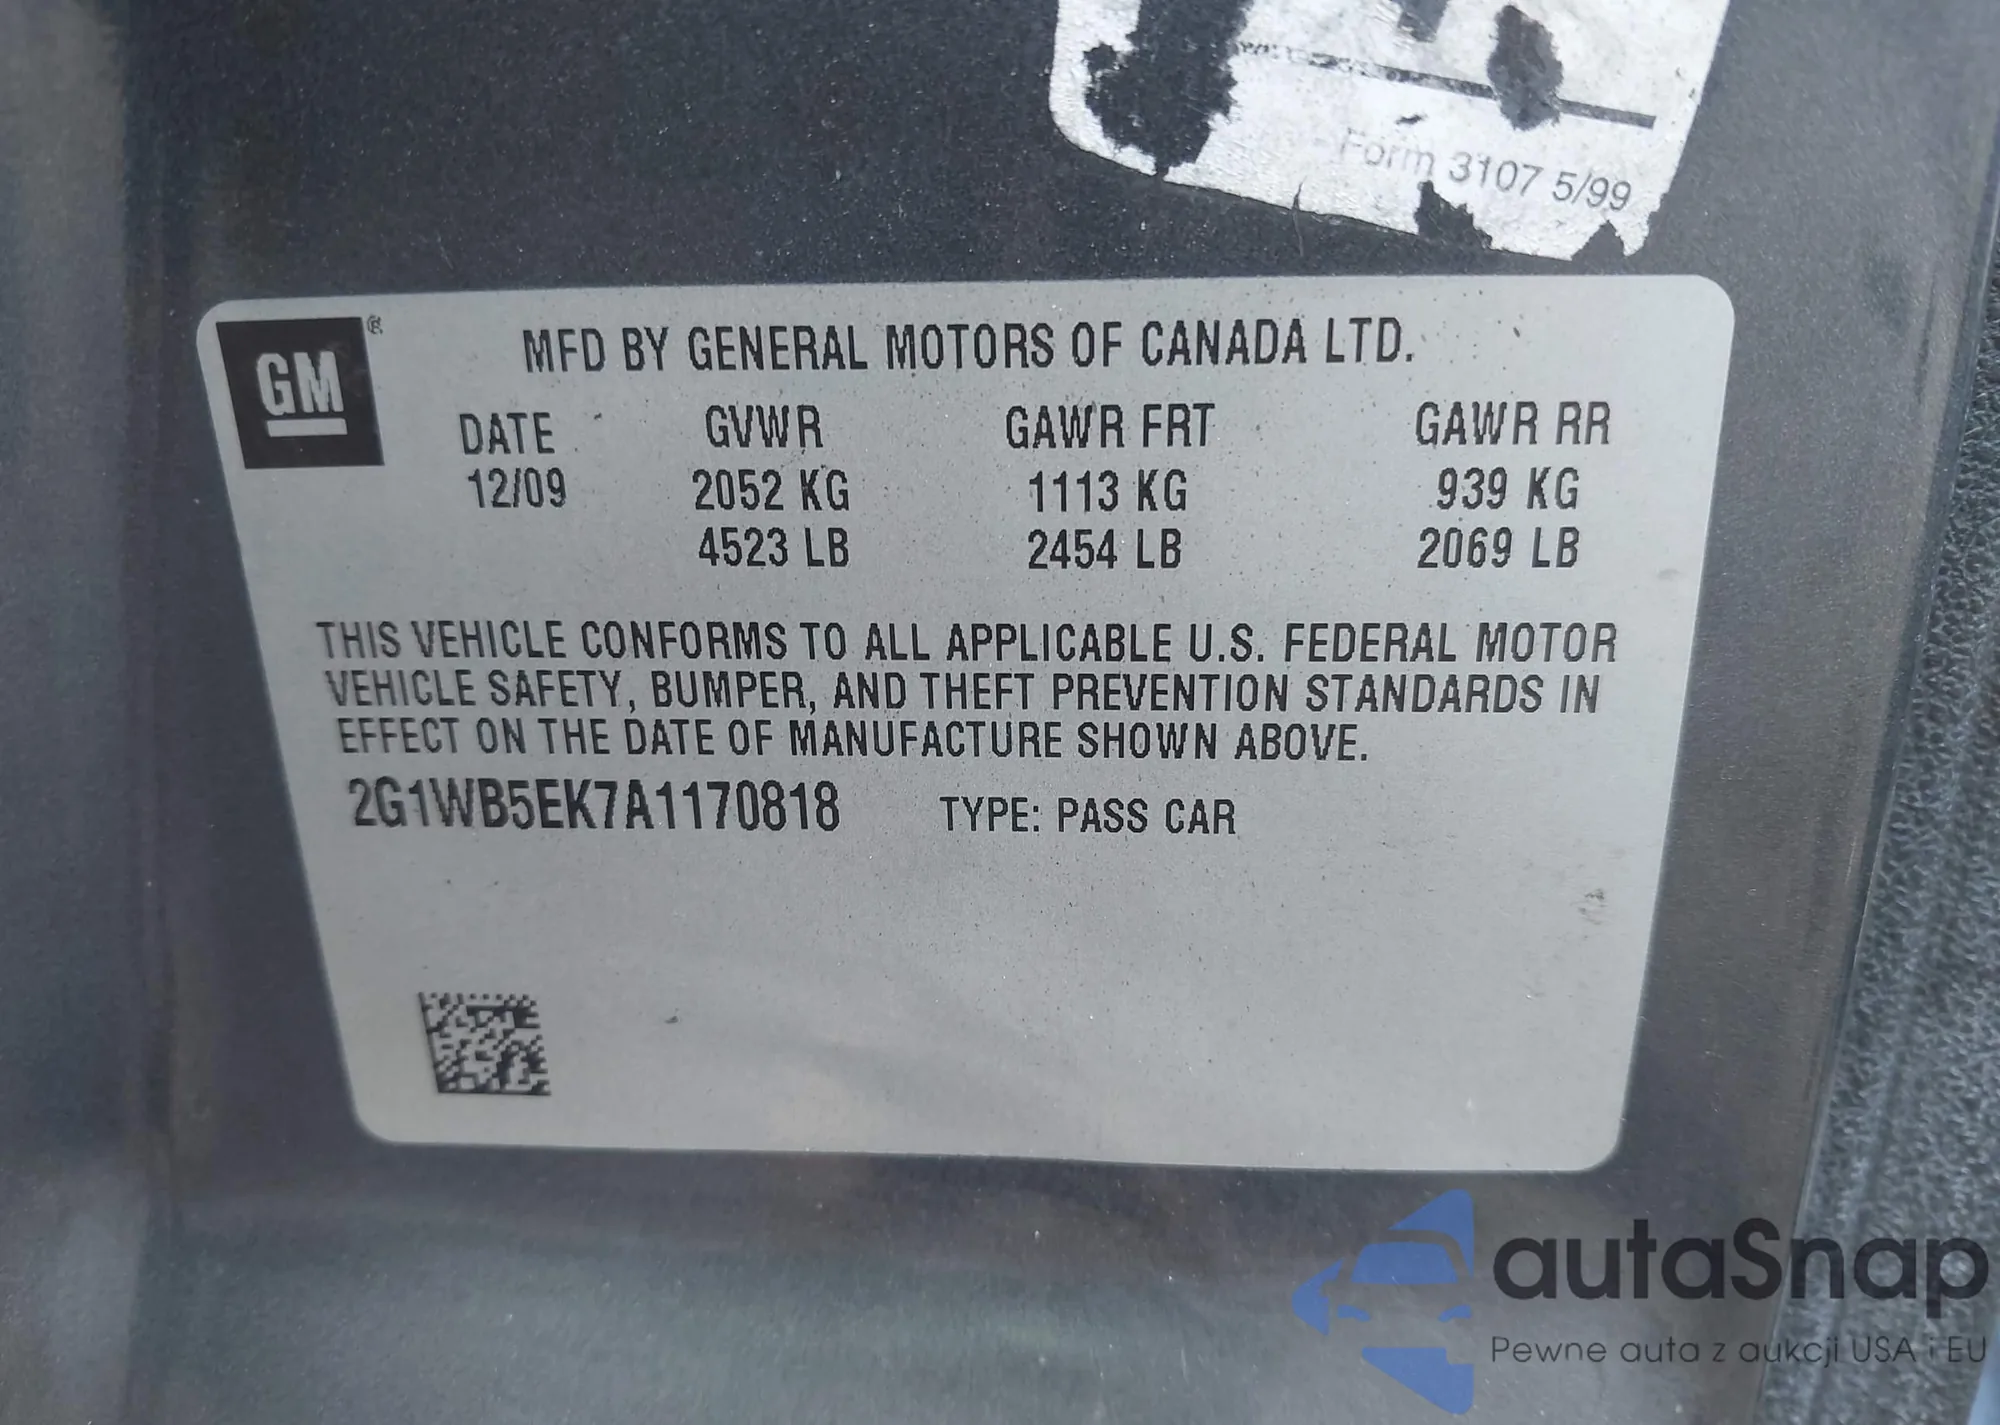 Form 3107 5/99
GM ®
MFD BY GENERAL MOTORS OF CANADA LTD.
DATE GVWR GAWR FRT GAWR RR
12/09 2052 KG 1113 KG 939 KG
4523 LB 2454 LB 2069 LB
THIS VEHICLE CONFORMS TO ALL APPLICABLE U.S. FEDERAL MOTOR
VEHICLE SAFETY, BUMPER, AND THEFT PREVENTION STANDARDS IN
EFFECT ON THE DATE OF MANUFACTURE SHOWN ABOVE.
2G1WB5EK7A1170818 TYPE: PASS CAR
autaSnap
Pewne auta z aukcji USA i EU